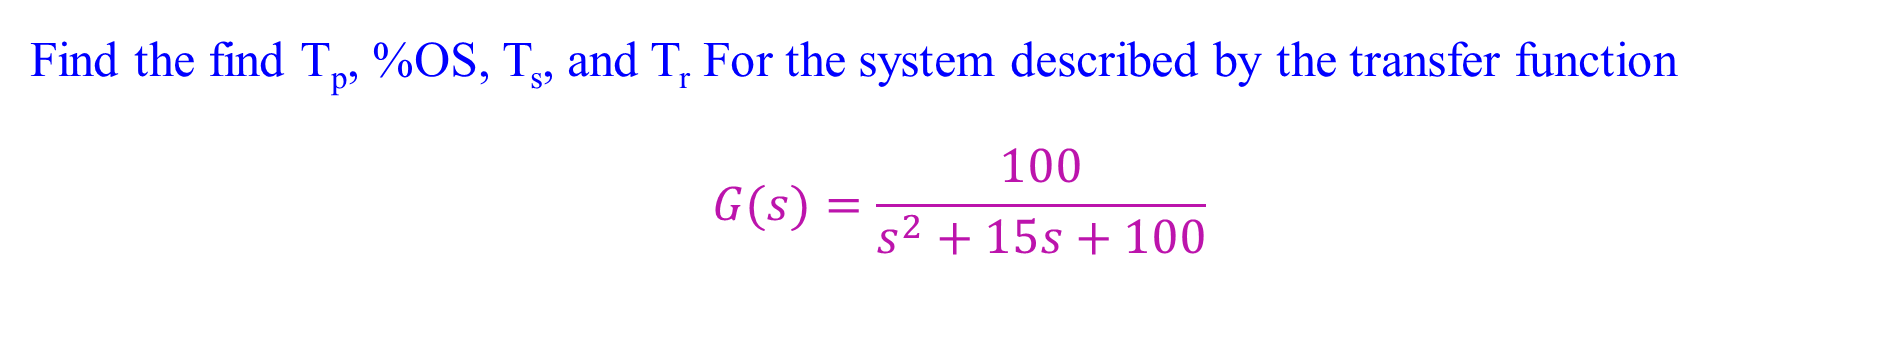 Find the find Tₚ, %OS, Tₛ, and Tᵣ For the system described by the transfer function
G(s) = 100 / (s² + 15s + 100)